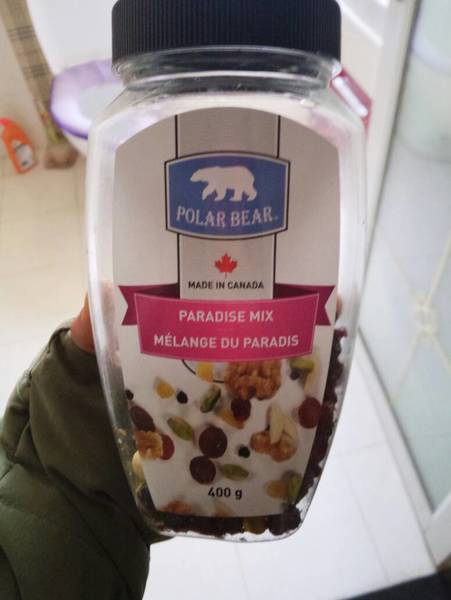 POLAR BEAR
MADE IN CANADA
PARADISE MIX
MÉLANGE DU PARADIS
400 g